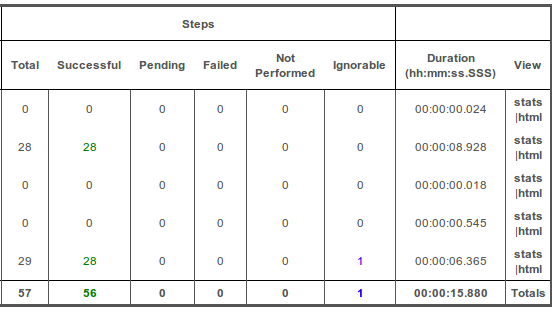 Steps
Total Successful Pending Failed Not Performed Ignorable Duration (hh:mm:ss.SSS) View
0 0 0 0 0 0 00:00:00.024 stats
|html
28 28 0 0 0 0 00:00:08.928 stats
|html
0 0 0 0 0 0 00:00:00.018 stats
|html
0 0 0 0 0 0 00:00:00.545 stats
|html
29 28 0 0 0 1 00:00:06.365 stats
|html
57 56 0 0 0 1 00:00:15.880 Totals